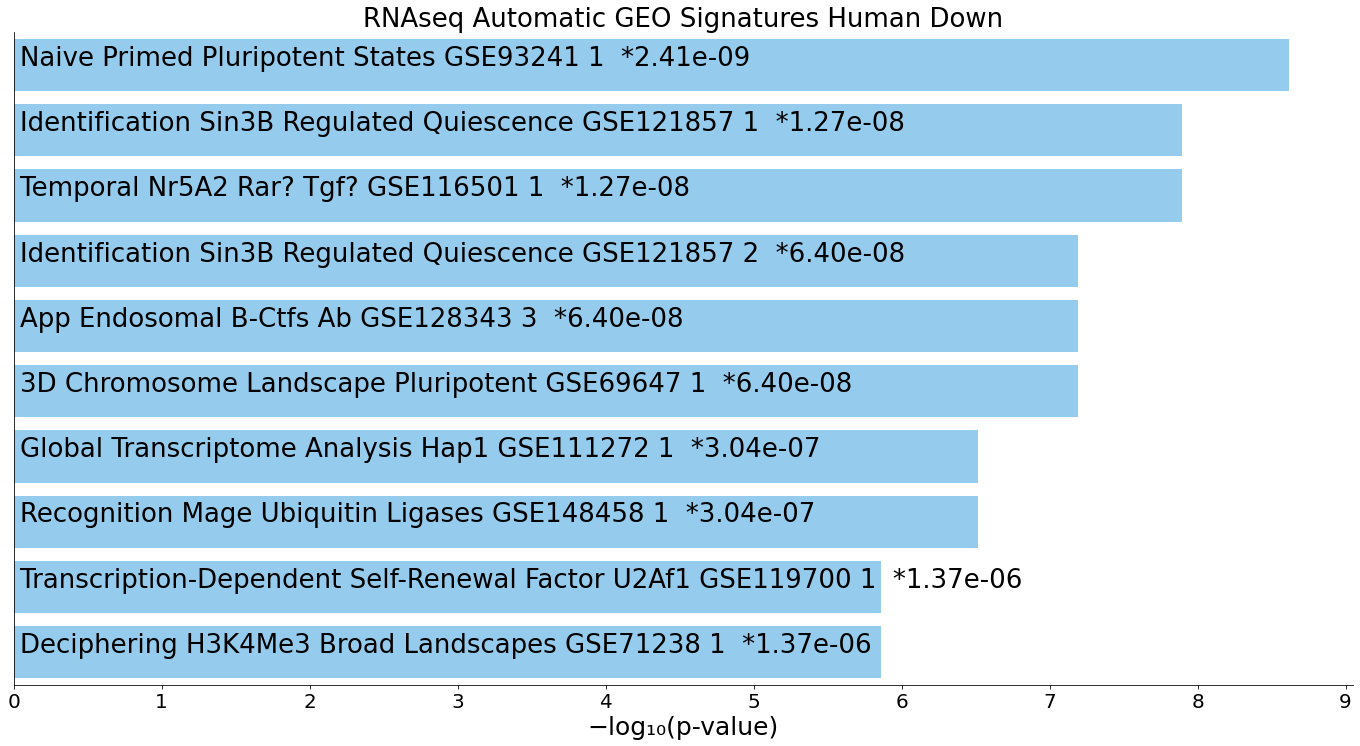 RNAseq Automatic GEO Signatures Human Down
Naive Primed Pluripotent States GSE93241 1 *2.41e-09
Identification Sin3B Regulated Quiescence GSE121857 1 *1.27e-08
Temporal Nr5A2 Rar? Tgf? GSE116501 1 *1.27e-08
Identification Sin3B Regulated Quiescence GSE121857 2 *6.40e-08
App Endosomal B-Ctfs Ab GSE128343 3 *6.40e-08
3D Chromosome Landscape Pluripotent GSE69647 1 *6.40e-08
Global Transcriptome Analysis Hap1 GSE111272 1 *3.04e-07
Recognition Mage Ubiquitin Ligases GSE148458 1 *3.04e-07
Transcription-Dependent Self-Renewal Factor U2Af1 GSE119700 1 *1.37e-06
Deciphering H3K4Me3 Broad Landscapes GSE71238 1 *1.37e-06
0 1 2 3 4 5 6 7 8 9
−log₁₀(p-value)